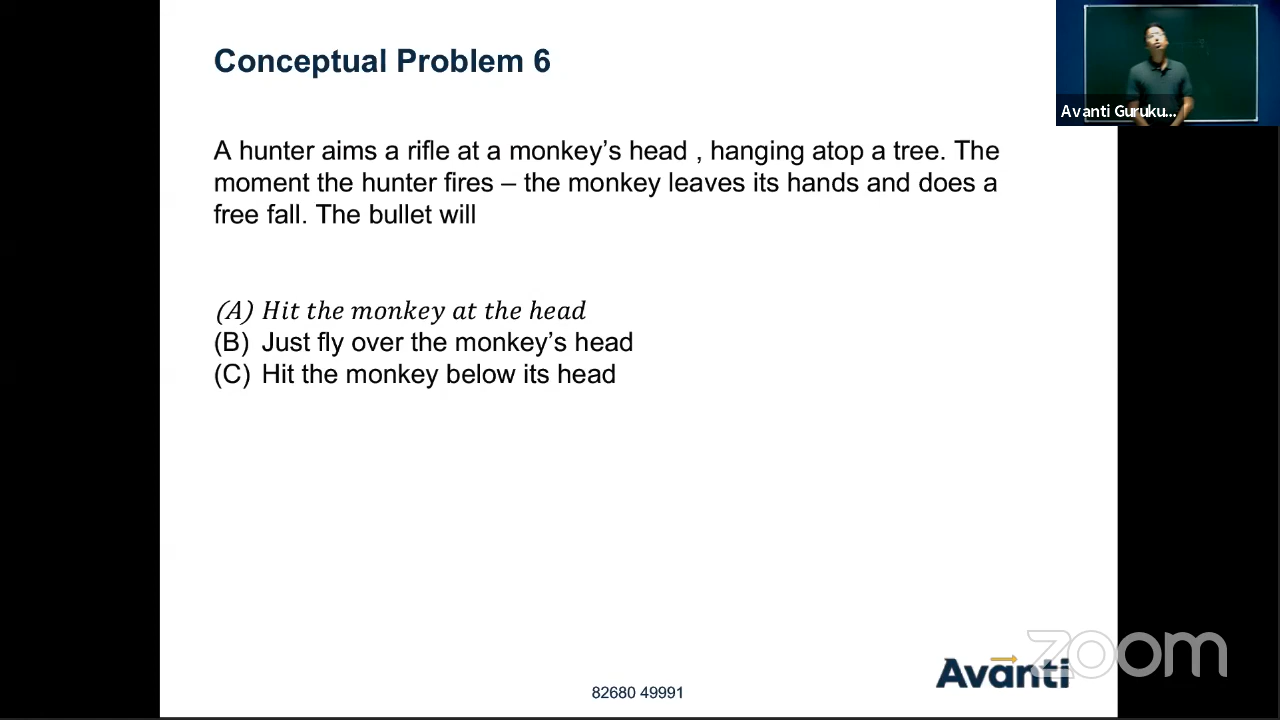 Conceptual Problem 6
Avanti Guruku...
A hunter aims a rifle at a monkey’s head , hanging atop a tree. The
moment the hunter fires – the monkey leaves its hands and does a
free fall. The bullet will
(A) Hit the monkey at the head
(B) Just fly over the monkey’s head
(C) Hit the monkey below its head
82680 49991
Avanti
zoom